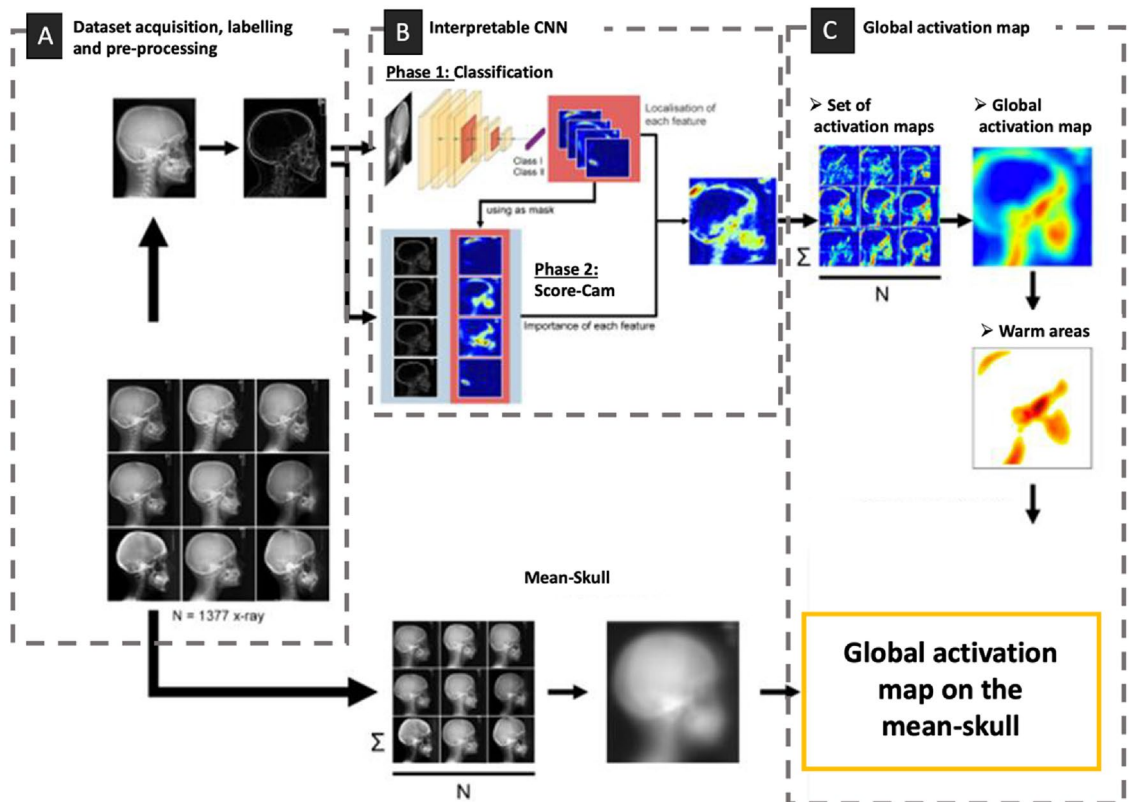 A
Dataset acquisition, labelling
and pre-processing
N = 1377 x-ray
B
Interpretable CNN
Phase 1: Classification
Localisation of
each feature
Class I
Class II
using as mask
Phase 2:
Score-Cam
Importance of each feature
C
Global activation map
➢ Set of
activation maps
Σ
N
➢ Global
activation map
➢ Warm areas
Mean-Skull
Σ
N
Global activation
map on the
mean-skull